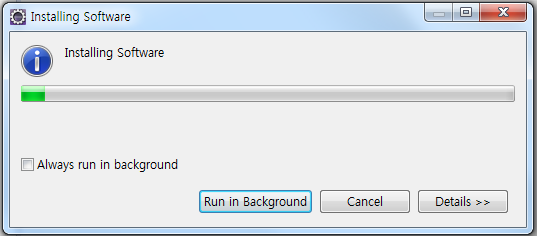 Installing Software
Installing Software
Always run in background
Run in Background
Cancel
Details >>